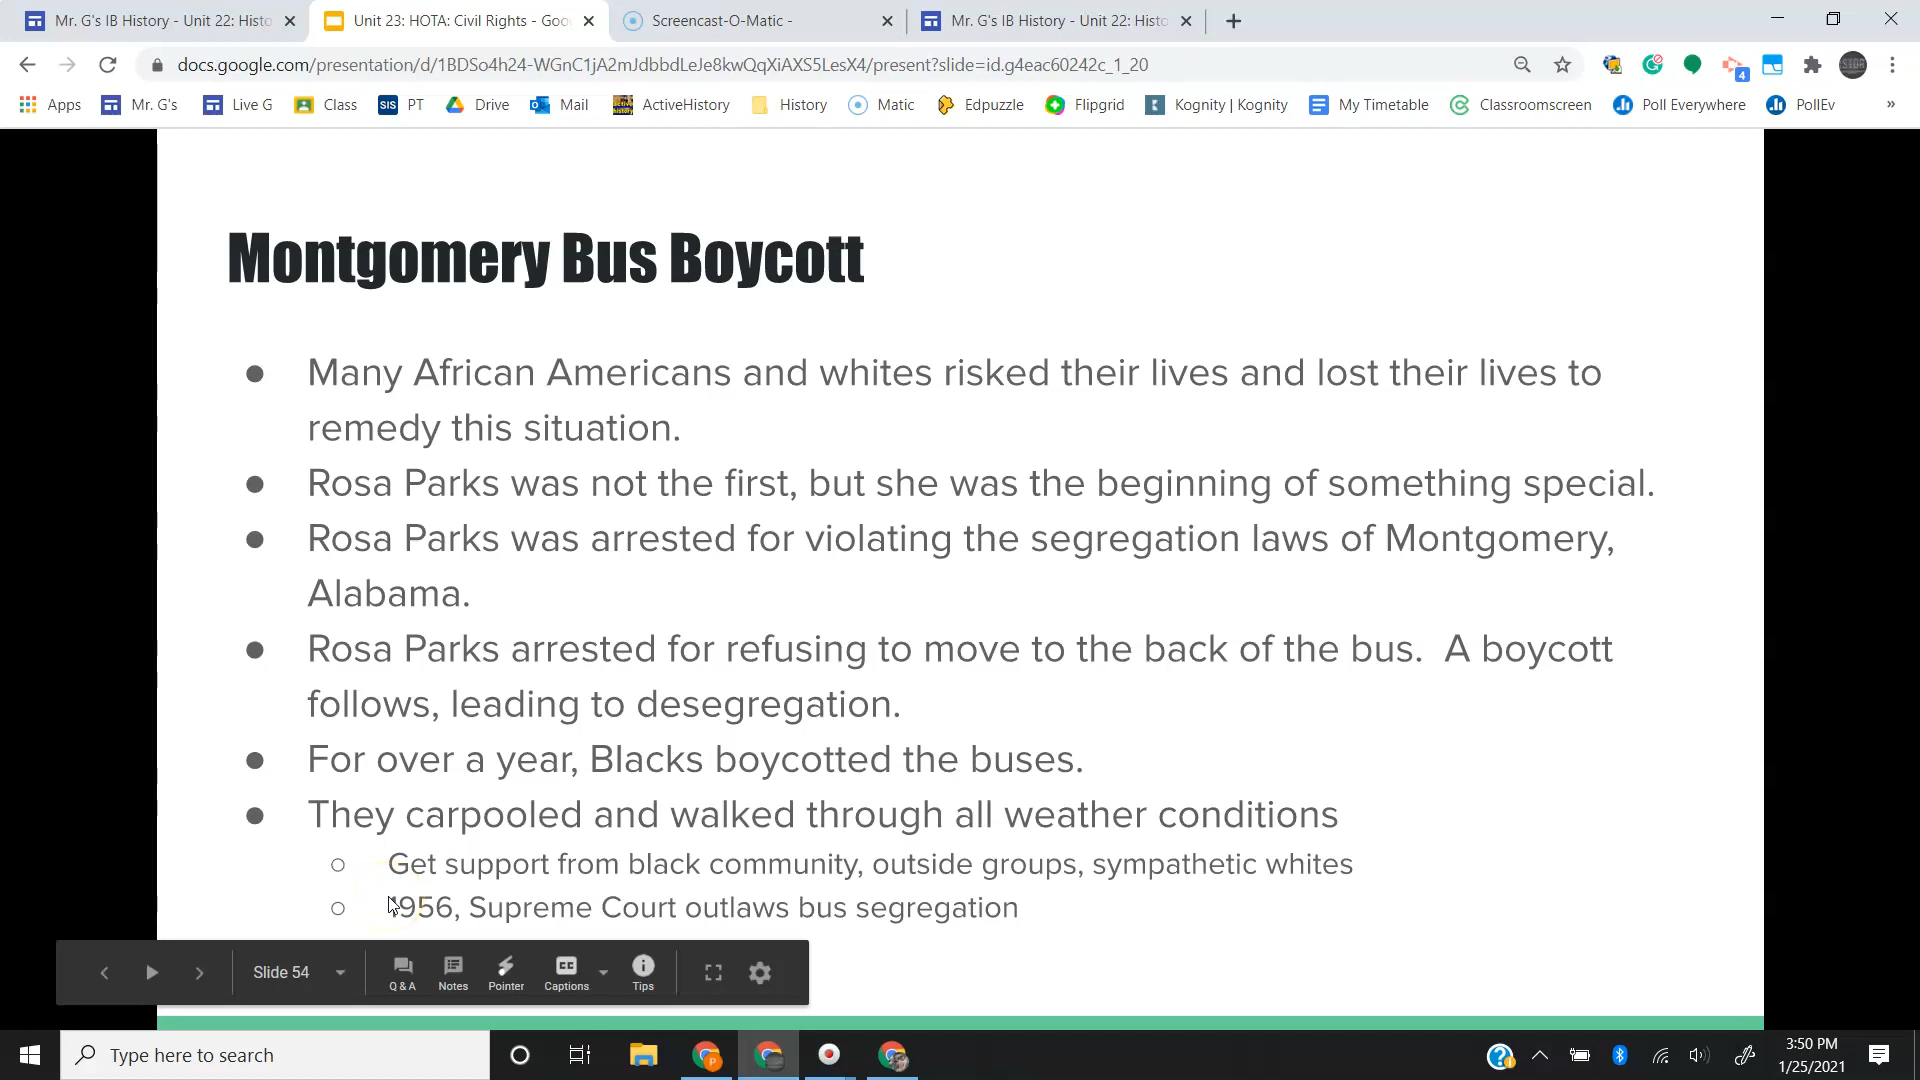 Mr. G's IB History - Unit 22: Histo
Unit 23: HOTA: Civil Rights - Goo
Screencast-O-Matic -
Mr. G's IB History - Unit 22: Histo
docs.google.com/presentation/d/1BDSo4h24-WGnC1jA2mJdbbdLeJe8kwQqXiAXS5LesX4/present?slide=id.g4eac60242c_1_20
4
Apps
Mr. G's
Live G
Class
SIS PT
Drive
Mail
ActiveHistory
History
Matic
Edpuzzle
Flipgrid
Kognity | Kognity
My Timetable
Classroomscreen
Poll Everywhere
PollEv
»
Montgomery Bus Boycott
● Many African Americans and whites risked their lives and lost their lives to
remedy this situation.
● Rosa Parks was not the first, but she was the beginning of something special.
● Rosa Parks was arrested for violating the segregation laws of Montgomery,
Alabama.
● Rosa Parks arrested for refusing to move to the back of the bus. A boycott
follows, leading to desegregation.
● For over a year, Blacks boycotted the buses.
● They carpooled and walked through all weather conditions
○ Get support from black community, outside groups, sympathetic whites
○ 1956, Supreme Court outlaws bus segregation
Slide 54
Q & A
Notes
Pointer
CC
Captions
Tips
Type here to search
3:50 PM
1/25/2021